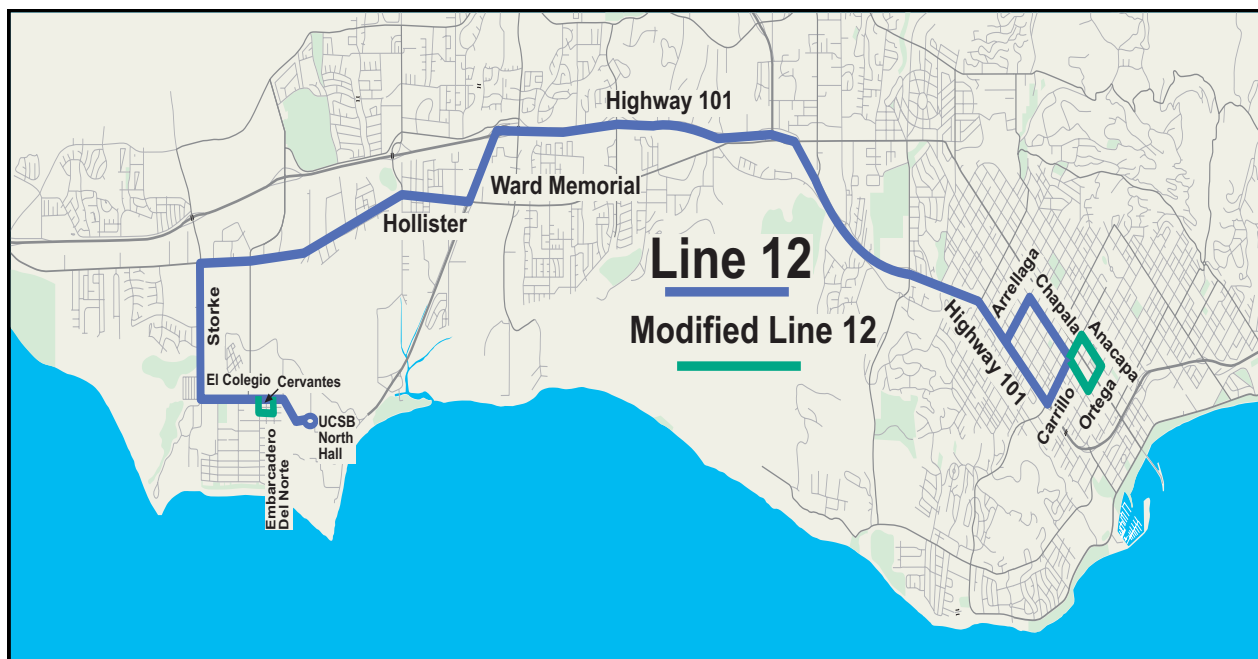 Highway 101
Ward Memorial
Hollister
Line 12
Modified Line 12
Storke
El Colegio
Cervantes
UCSB
North
Hall
Embarcadero
Del Norte
Highway 101
Arrellaga
Chapala
Anacapa
Carrillo
Ortega